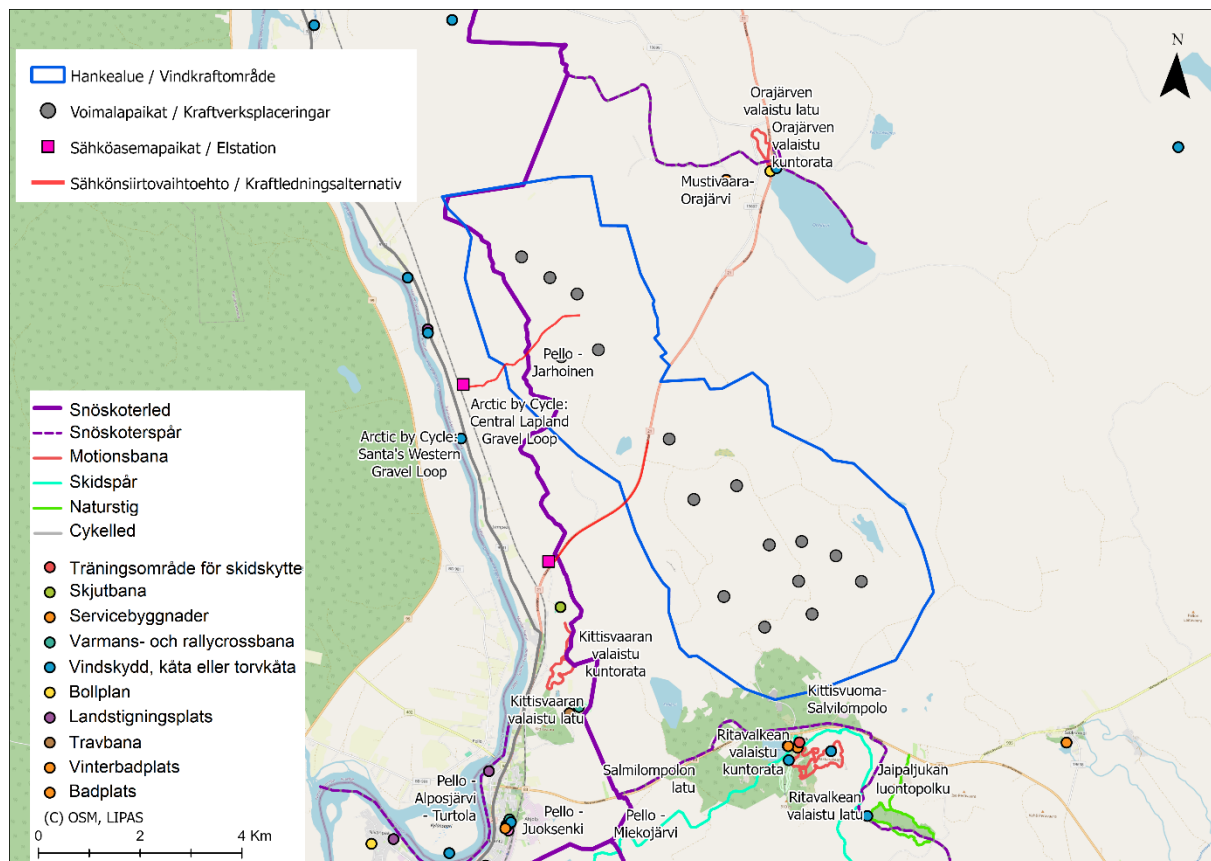 N
Hankealue / Vindkraftområde
Voimalapaikat / Kraftverksplaceringar
Sähköasemapaikat / Elstation
Sähkönsiirtovaihtoehto / Kraftledningsalternativ
Orajärven
valaistu latu
Orajärven
valaistu
kuntorata
Mustivaara-
Orajärvi
Pello -
Jarhoinen
Arctic by Cycle:
Central Lapland
Gravel Loop
Arctic by Cycle:
Santa's Western
Gravel Loop
Snöskoterled
Snöskoterspår
Motionsbana
Skidspår
Naturstig
Cykelled
Träningsområde för skidskytte
Skjutbana
Servicebyggnader
Varmans- och rallycrossbana
Vindskydd, kåta eller torvkåta
Bollplan
Landstigningsplats
Travbana
Vinterbadplats
Badplats
(C) OSM, LIPAS
0 2 4 Km
Kittisvaaran
valaistu
kuntorata
Kittisvaaran
valaistu latu
Kittisvuoma-
Salvilompolo
Ritavalkean
valaistu
kuntorata
Salmilompolon
latu
Jaipaljukan
luontopolku
Ritavalkean
valaistu latu
Pello -
Alposjärvi
- Turtola
Pello -
Juoksenki
Pello -
Miekojärvi